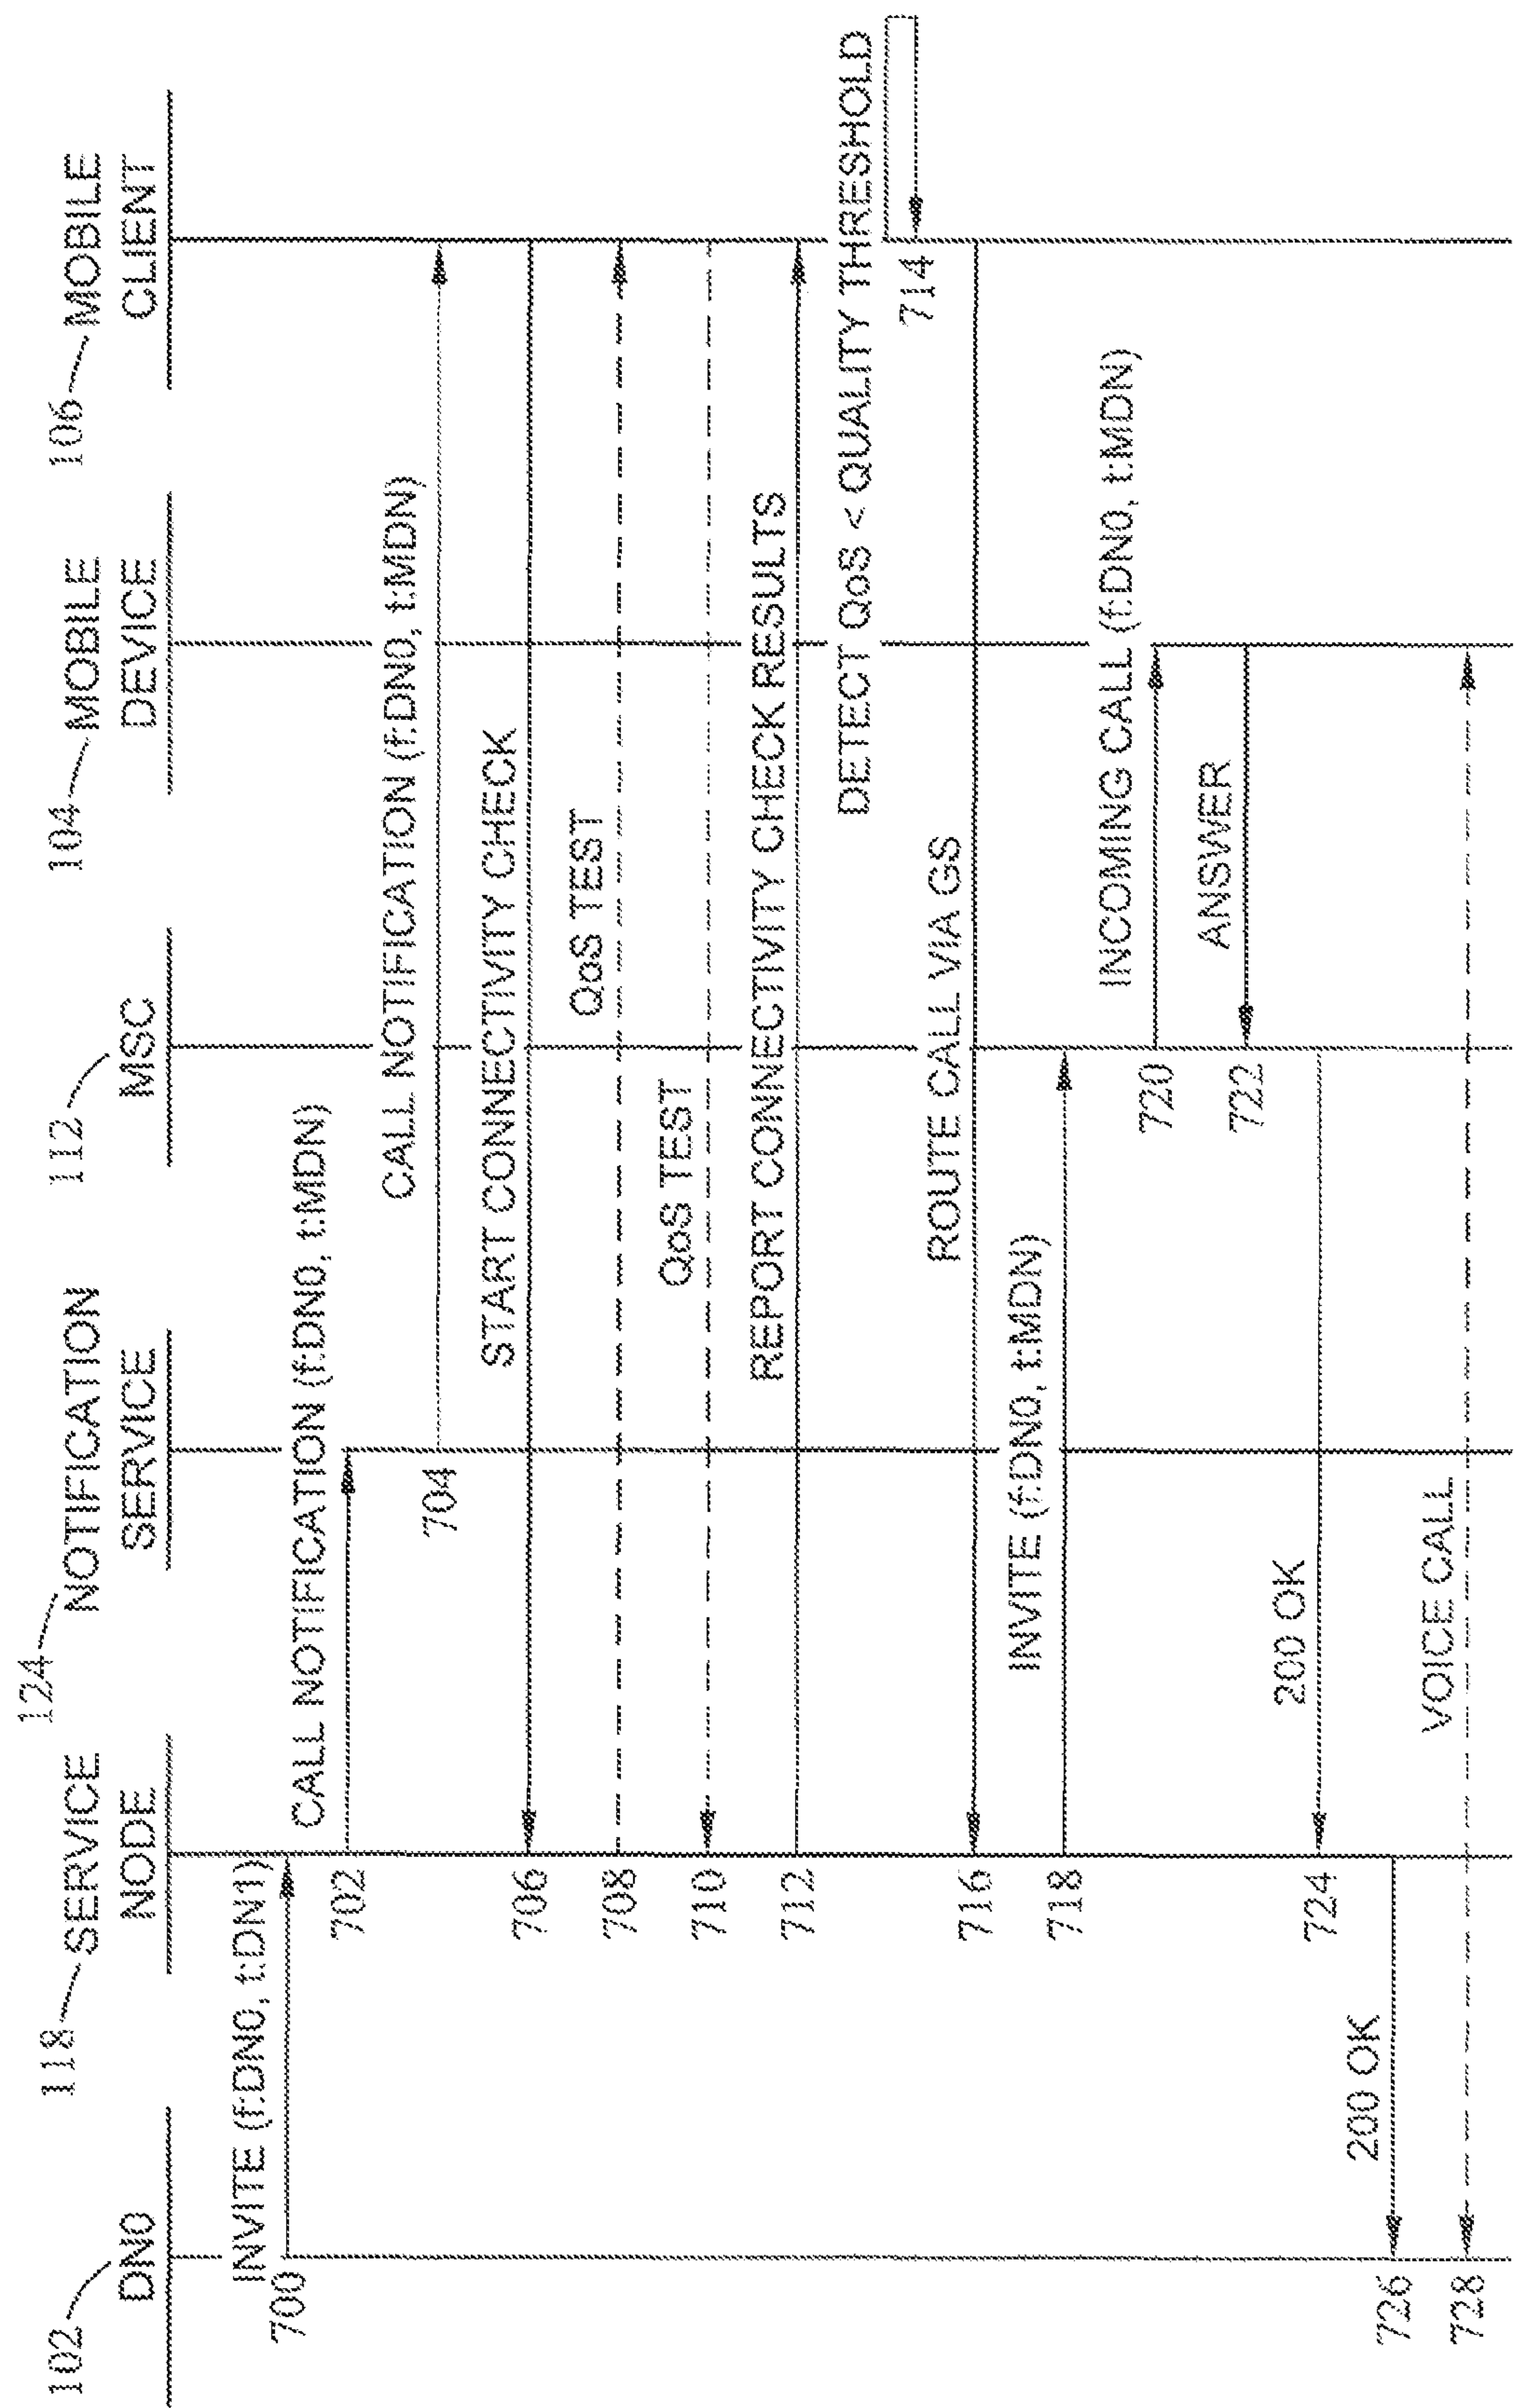 102
DN0
118
SERVICE
NODE
124
NOTIFICATION
SERVICE
112
MSC
104
MOBILE
DEVICE
106
MOBILE
CLIENT
INVITE (f:DN0, t:DN1)
700
CALL NOTIFICATION (f:DN0, t:MDN)
702
CALL NOTIFICATION (f:DN0, t:MDN)
704
START CONNECTIVITY CHECK
706
QoS TEST
708
QoS TEST
710
REPORT CONNECTIVITY CHECK RESULTS
712
DETECT QoS < QUALITY THRESHOLD
714
ROUTE CALL VIA GS
716
INVITE (f:DN0, t:MDN)
718
INCOMING CALL (f:DN0, t:MDN)
720
ANSWER
722
200 OK
724
200 OK
726
VOICE CALL
728